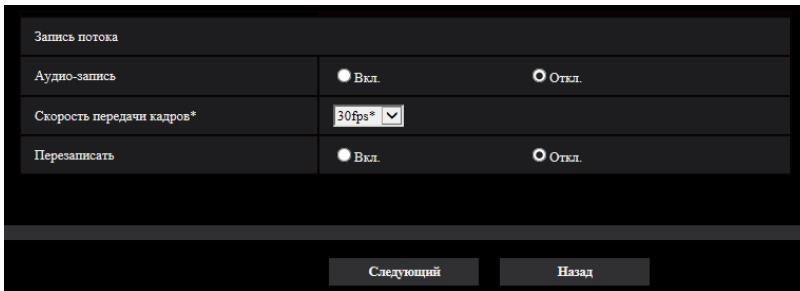 Запись потока
Аудио-запись Вкл. Откл.
Скорость передачи кадров* 30fps*
Перезаписать Вкл. Откл.
Следующий Назад